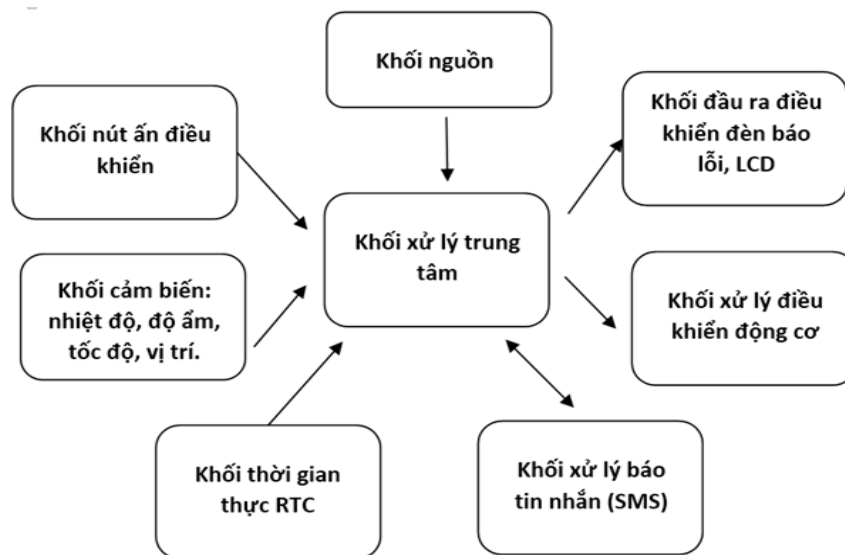 Khối nguồn
Khối nút ấn điều
khiển
Khối đầu ra điều
khiển đèn báo
lỗi, LCD
Khối xử lý trung
tâm
Khối cảm biến:
nhiệt độ, độ ẩm,
tốc độ, vị trí.
Khối xử lý điều
khiển động cơ
Khối thời gian
thực RTC
Khối xử lý báo
tin nhắn (SMS)